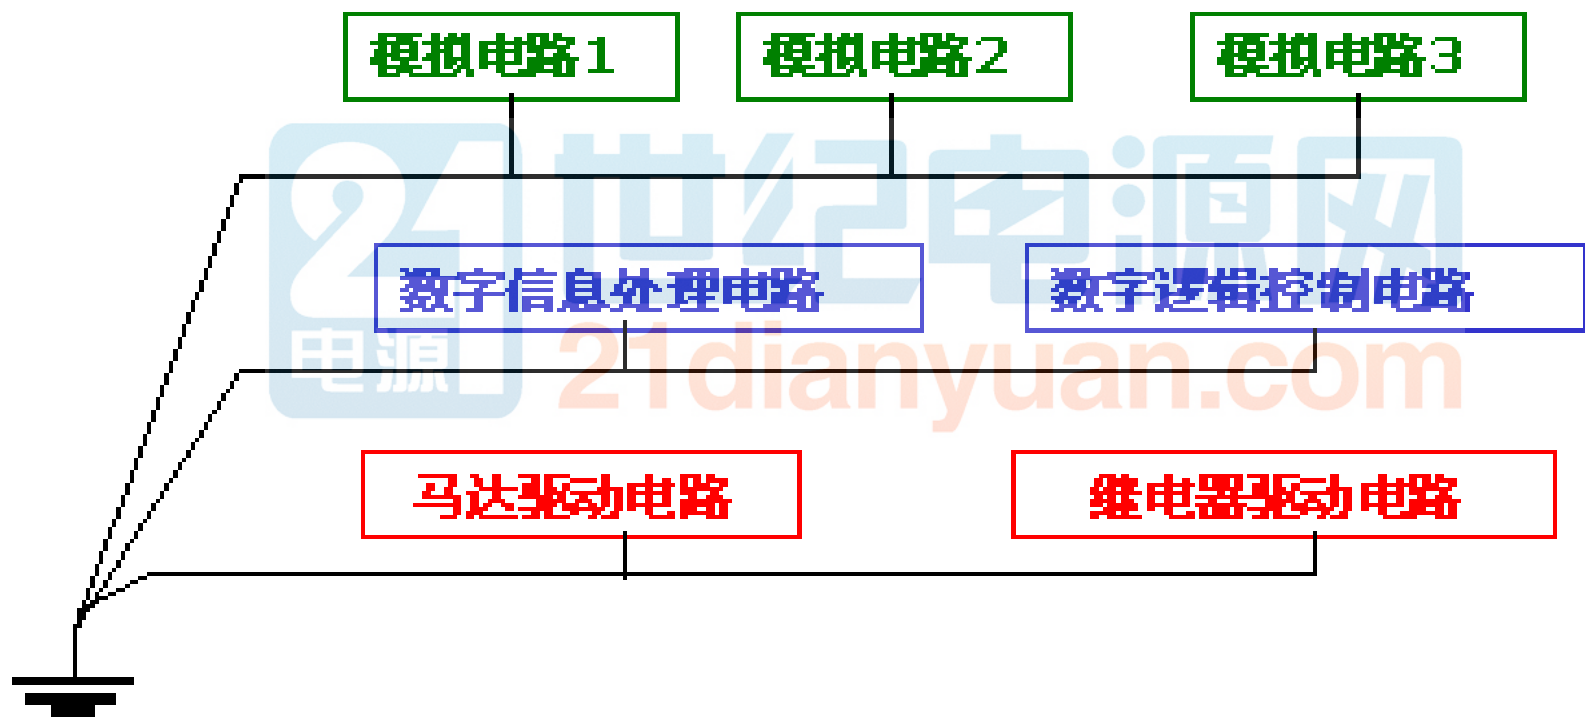 模拟电路1 模拟电路2 模拟电路3
21世纪电源网
数字信息处理电路 数字逻辑控制电路
电源 21dianyuan.com
马达驱动电路 继电器驱动电路